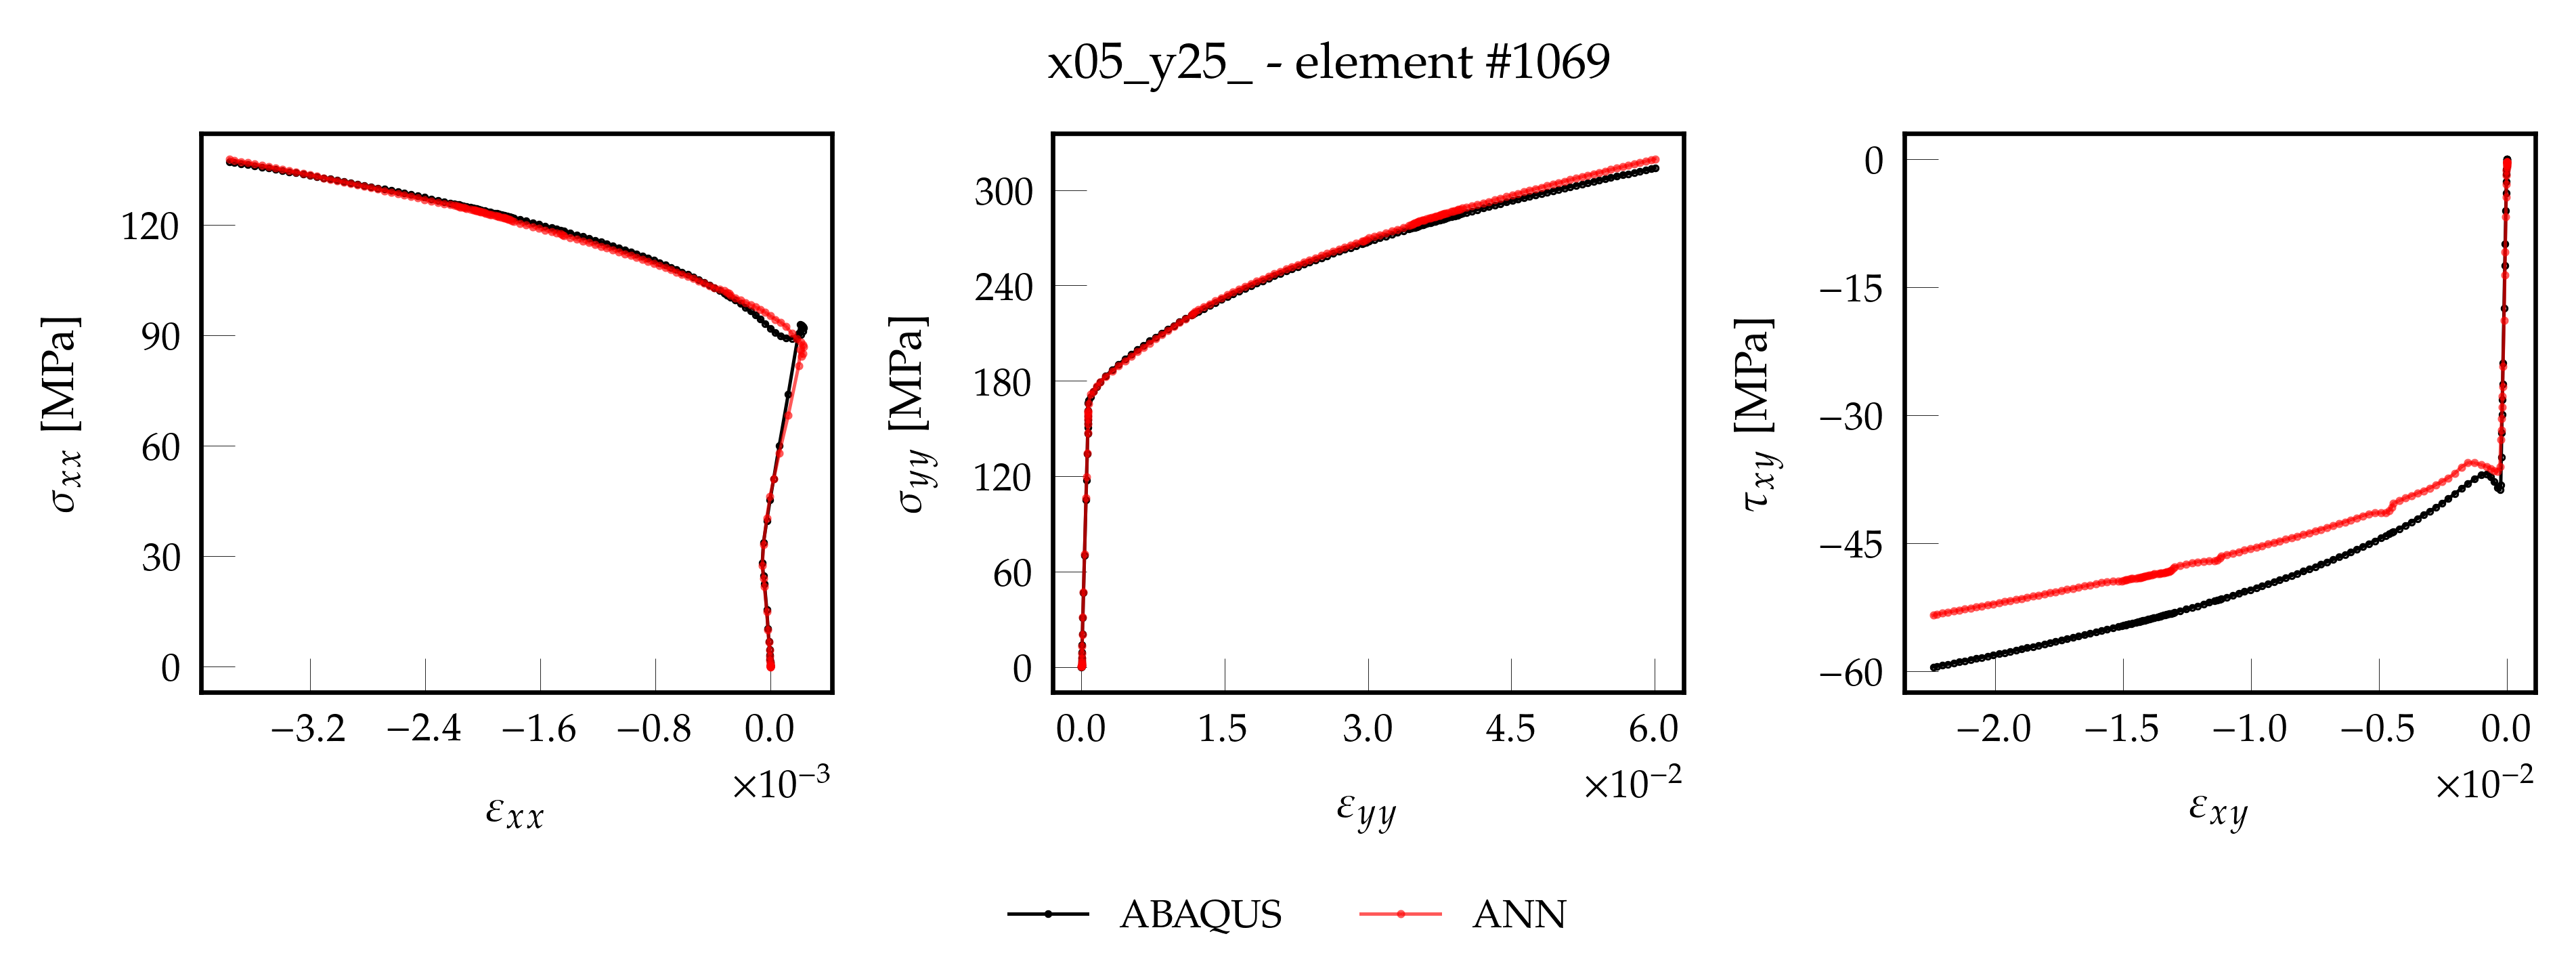 x05_y25_ - element #1069
σxx [MPa]
120
90
60
30
0
−3.2 −2.4 −1.6 −0.8 0.0
×10−3
εxx
σyy [MPa]
300
240
180
120
60
0
0.0 1.5 3.0 4.5 6.0
×10−2
εyy
τxy [MPa]
0
−15
−30
−45
−60
−2.0 −1.5 −1.0 −0.5 0.0
×10−2
εxy
ABAQUS ANN